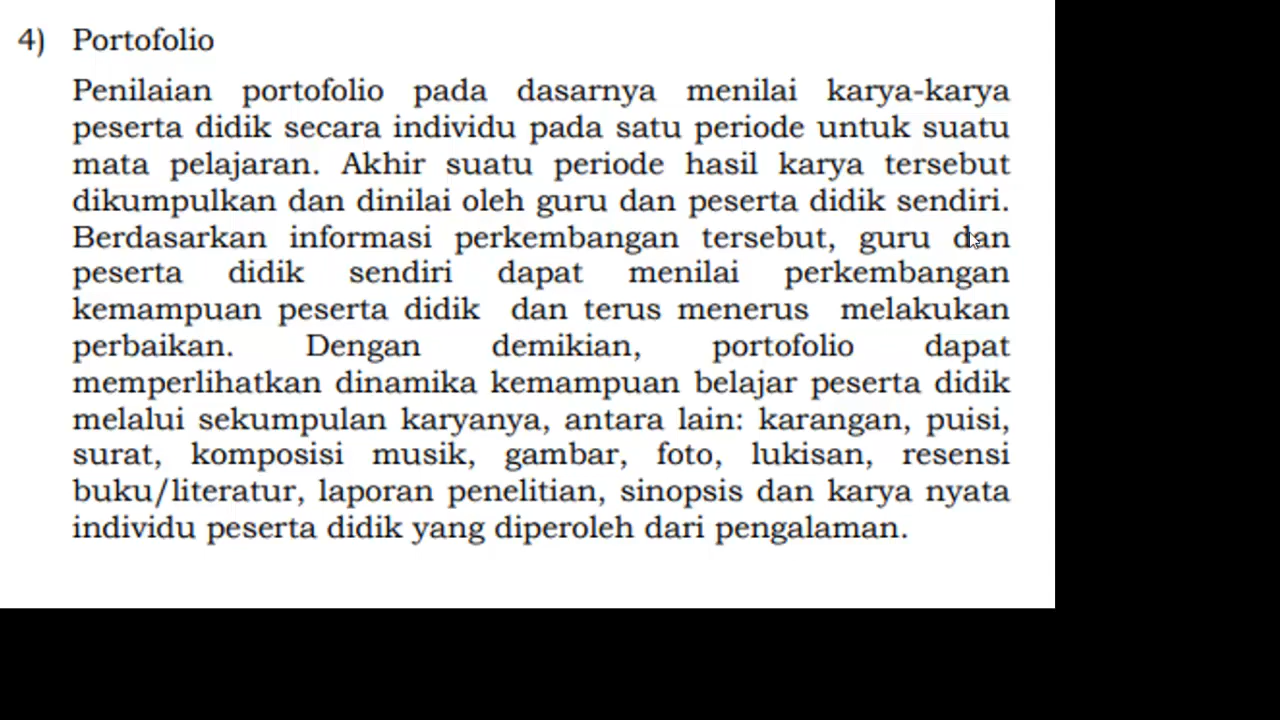 4) Portofolio
Penilaian portofolio pada dasarnya menilai karya-karya
peserta didik secara individu pada satu periode untuk suatu
mata pelajaran. Akhir suatu periode hasil karya tersebut
dikumpulkan dan dinilai oleh guru dan peserta didik sendiri.
Berdasarkan informasi perkembangan tersebut, guru dan
peserta didik sendiri dapat menilai perkembangan
kemampuan peserta didik dan terus menerus melakukan
perbaikan. Dengan demikian, portofolio dapat
memperlihatkan dinamika kemampuan belajar peserta didik
melalui sekumpulan karyanya, antara lain: karangan, puisi,
surat, komposisi musik, gambar, foto, lukisan, resensi
buku/literatur, laporan penelitian, sinopsis dan karya nyata
individu peserta didik yang diperoleh dari pengalaman.